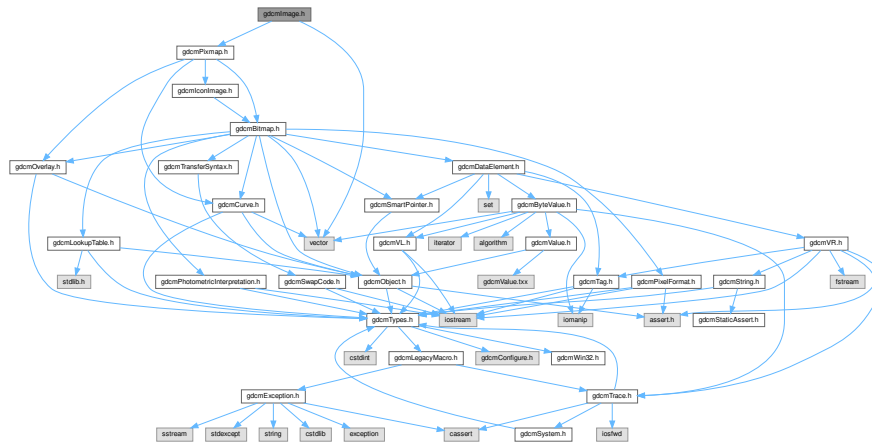 gdcmImage.h
gdcmPixmap.h
gdcmIconImage.h
gdcmBitmap.h
gdcmOverlay.h
gdcmTransferSyntax.h
gdcmDataElement.h
gdcmCurve.h
gdcmSmartPointer.h
set
gdcmByteValue.h
gdcmLookupTable.h
vector
gdcmVL.h
iterator
algorithm
gdcmValue.h
gdcmVR.h
stdlib.h
gdcmPhotometricInterpretation.h
gdcmSwapCode.h
gdcmObject.h
gdcmValue.txx
gdcmTag.h
gdcmPixelFormat.h
gdcmString.h
fstream
gdcmTypes.h
iostream
iomanip
assert.h
gdcmStaticAssert.h
cstdint
gdcmLegacyMacro.h
gdcmConfigure.h
gdcmWin32.h
gdcmException.h
gdcmTrace.h
sstream
stdexcept
string
cstdlib
exception
cassert
gdcmSystem.h
iosfwd